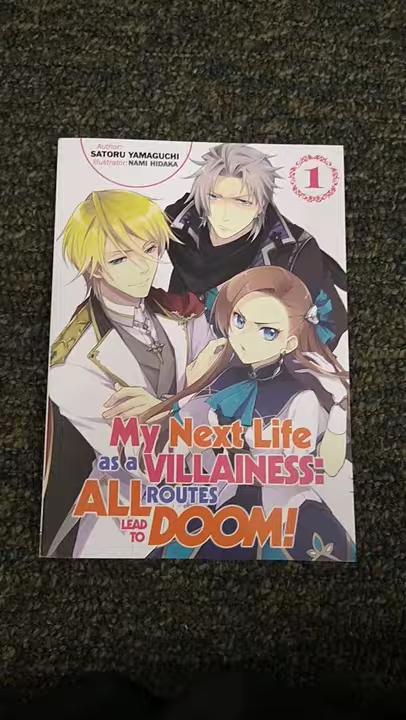 Author:
SATORU YAMAGUCHI
Illustrator: NAMI HIDAKA
1
My Next Life
as a VILLAINESS:
ALL ROUTES
LEAD
TO DOOM!